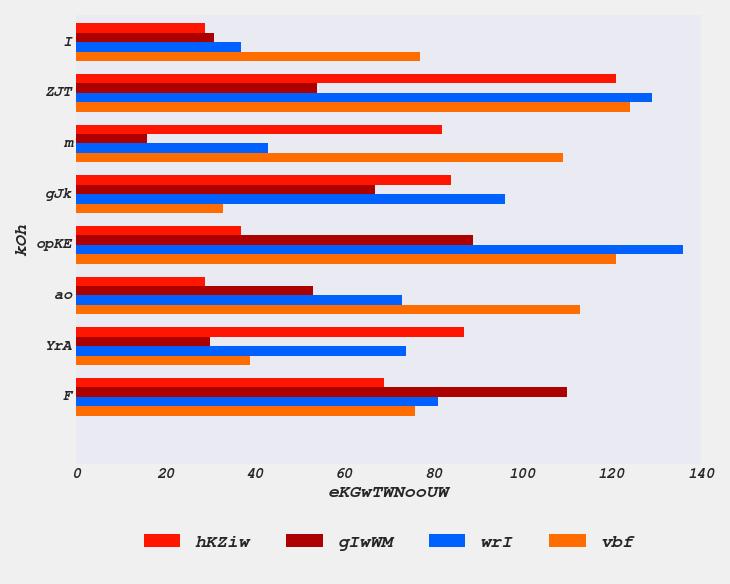 I
ZJT
m
gJk
opKE
ao
YrA
F
kOh
0 20 40 60 80 100 120 140
eKGwTWNooUW
hKZiw gIwWM wrI vbf